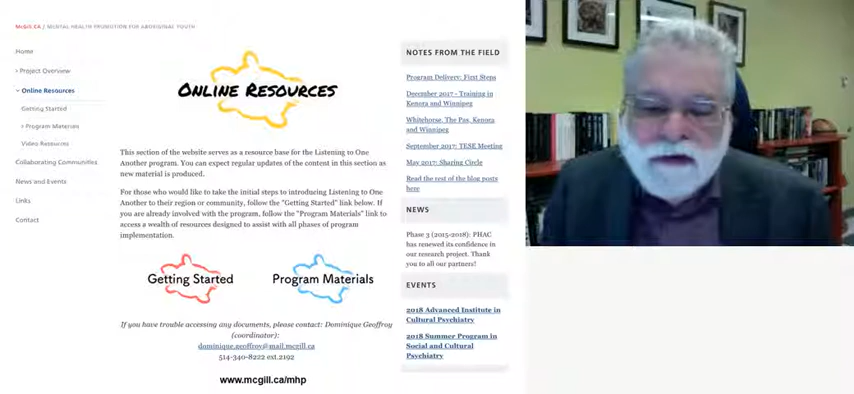 McGill.CA / MENTAL HEALTH PROMOTION FOR ABORIGINAL YOUTH
Home
› Project Overview
Online Resources
Getting Started
› Program Materials
Video Resources
Collaborating Communities
News and Events
Links
Contact
ONLINE RESOURCES
This section of the website serves as a resource base for the Listening to One
Another program. You can expect regular updates of the content in this section as
new material is produced.
For those who would like to take the initial steps to introducing Listening to One
Another to their region or community, follow the "Getting Started" link below. If
you are already involved with the program, follow the "Program Materials" link to
access a wealth of resources designed to assist with all phases of program
implementation.
Getting Started
Program Materials
If you have trouble accessing any documents, please contact: Dominique Geoffroy
(coordinator):
dominique.geoffroy@mail.mcgill.ca
514-340-8222 ext.2192
www.mcgill.ca/mhp
NOTES FROM THE FIELD
Program Delivery: First Steps
December 2017 - Training in
Kenora and Winnipeg
Whitehorse, The Pas, Kenora
and Winnipeg
September 2017: TESE Meeting
May 2017: Sharing Circle
Read the rest of the blog posts
here
NEWS
Phase 3 (2015-2018): PHAC
has renewed its confidence in
our research project. Thank
you to all our partners!
EVENTS
2018 Advanced Institute in
Cultural Psychiatry
2018 Summer Program in
Social and Cultural
Psychiatry